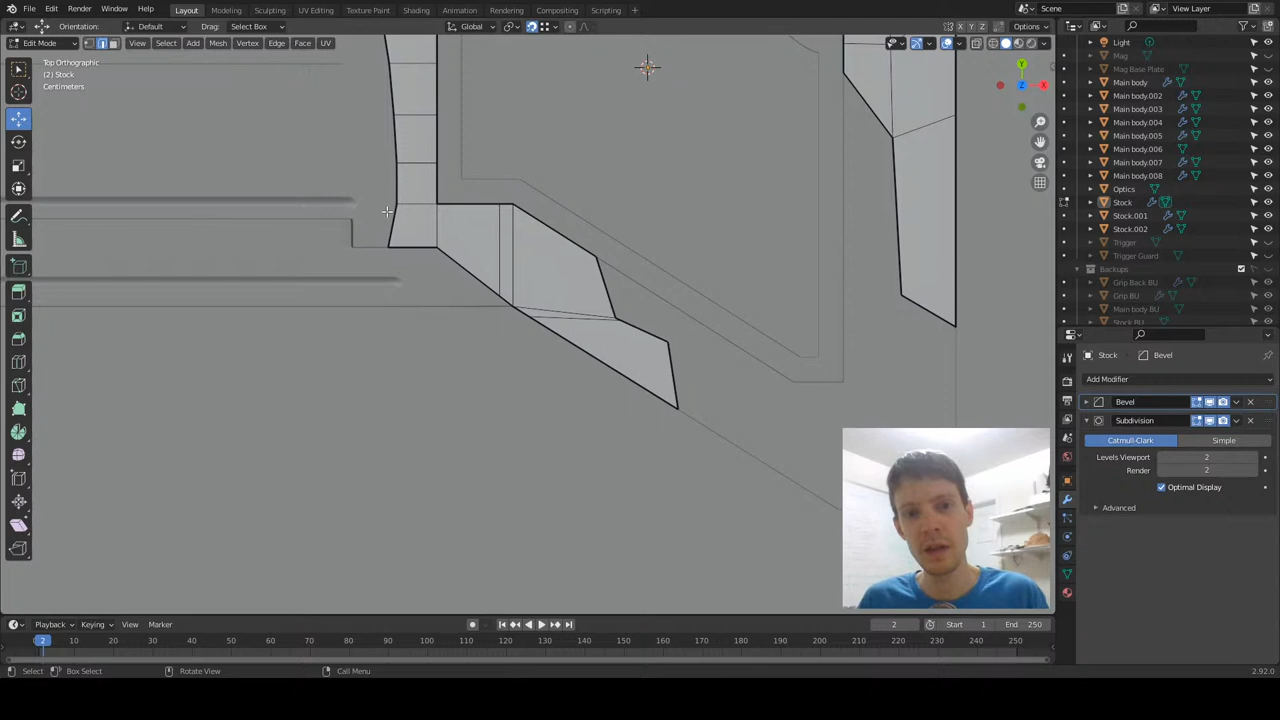 File Edit Render Window Help
Layout Modeling Sculpting UV Editing Texture Paint Shading Animation Rendering Compositing Scripting +
Scene
View Layer
Orientation: Default Drag: Select Box Global Options
Edit Mode View Select Add Mesh Vertex Edge Face UV
Top Orthographic
(2) Stock
Centimeters
Y
X
Z
Light
Mag
Mag Base Plate
Main body
Main body.002
Main body.003
Main body.004
Main body.005
Main body.006
Main body.007
Main body.008
Optics
Stock
Stock.001
Stock.002
Trigger
Trigger Guard
Backups
Grip Back BU
Grip BU
Main body BU
Stock BU
Stock Bevel
Add Modifier
Bevel
Subdivision
Catmull-Clark Simple
Levels Viewport 2
Render 2
Optimal Display
Advanced
Playback Keying View Marker
2 Start 1 End 250
2 10 20 30 40 50 60 70 80 90 100 110 120 130 140 150 160 170 180 190 200 210 220 230 240 250
Select Box Select Rotate View Call Menu 2.92.0